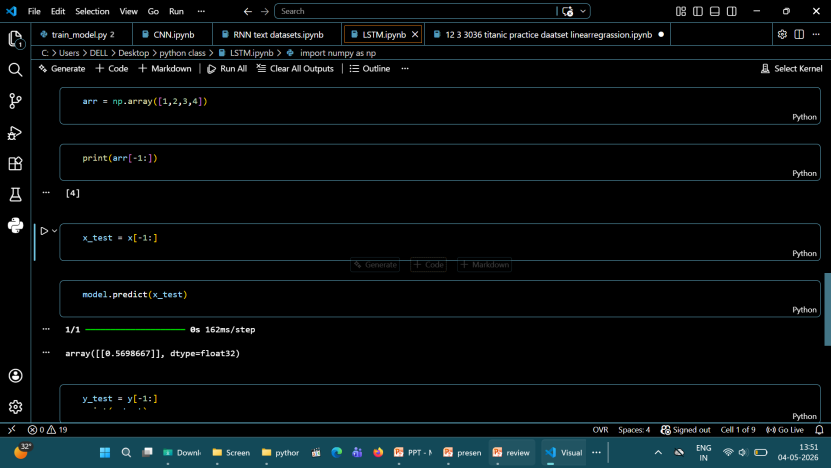 File Edit Selection View Go Run ... Search
train_model.py 2 CNN.ipynb RNN text datasets.ipynb LSTM.ipynb 12 3 3036 titanic practice daatset linearregrassion.ipynb
C: > Users > DELL > Desktop > python class > LSTM.ipynb > import numpy as np
Generate + Code + Markdown Run All Clear All Outputs Outline ... Select Kernel
1
arr = np.array([1,2,3,4])
Python
print(arr[-1:])
Python
[4]
x_test = x[-1:]
Python
Generate + Code + Markdown
model.predict(x_test)
Python
1/1 0s 162ms/step
array([[0.5698667]], dtype=float32)
y_test = y[-1:]
Python
0 19 OVR Spaces: 4 Signed out Cell 1 of 9 Go Live
32° Downl Screen python PPT - M presen review Visual ... ENG IN 13:51
04-05-2026